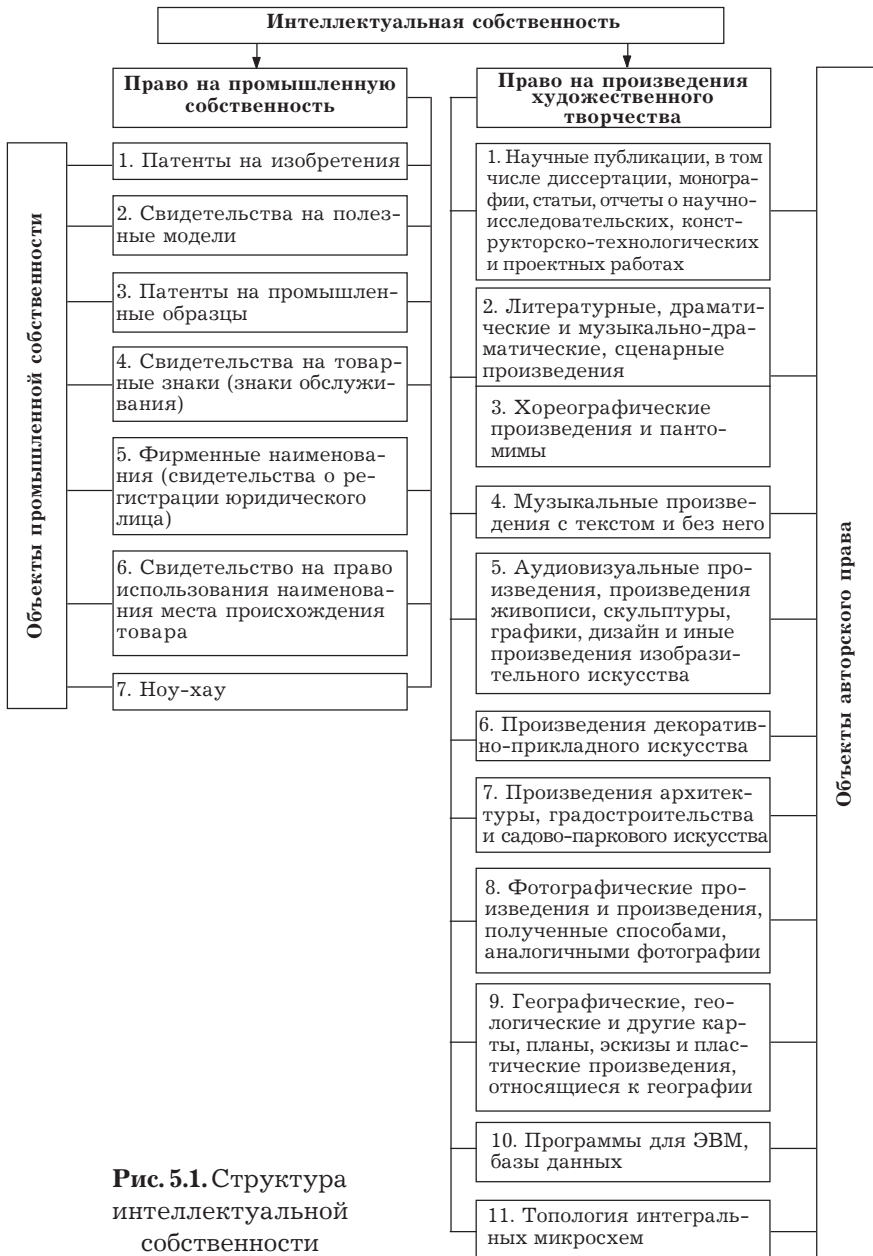 Интеллектуальная собственность
Право на промышленную
собственность
Объекты промышленной собственности
1. Патенты на изобретения
2. Свидетельства на полез-
ные модели
3. Патенты на промышлен-
ные образцы
4. Свидетельства на товар-
ные знаки (знаки обслужи-
вания)
5. Фирменные наименова-
ния (свидетельства о ре-
гистрации юридического
лица)
6. Свидетельство на право
использования наименова-
ния места происхождения
товара
7. Ноу-хау
Право на произведения
художественного
творчества
1. Научные публикации, в том
числе диссертации, моногра-
фии, статьи, отчеты о научно-
исследовательских, конст-
рукторско-технологических
и проектных работах
2. Литературные, драмати-
ческие и музыкально-дра-
матические, сценарные
произведения
3. Хореографические
произведения и панто-
мимы
4. Музыкальные произве-
дения с текстом и без него
5. Аудиовизуальные про-
изведения, произведения
живописи, скульптуры,
графики, дизайн и иные
произведения изобрази-
тельного искусства
6. Произведения декоратив-
но-прикладного искусства
7. Произведения архитек-
туры, градостроительства
и садово-паркового искусства
8. Фотографические про-
изведения и произведения,
полученные способами,
аналогичными фотографии
9. Географические, гео-
логические и другие кар-
ты, планы, эскизы и плас-
тические произведения,
относящиеся к географии
10. Программы для ЭВМ,
базы данных
11. Топология интеграль-
ных микросхем
Объекты авторского права
Рис. 5.1. Структура
интеллектуальной
собственности